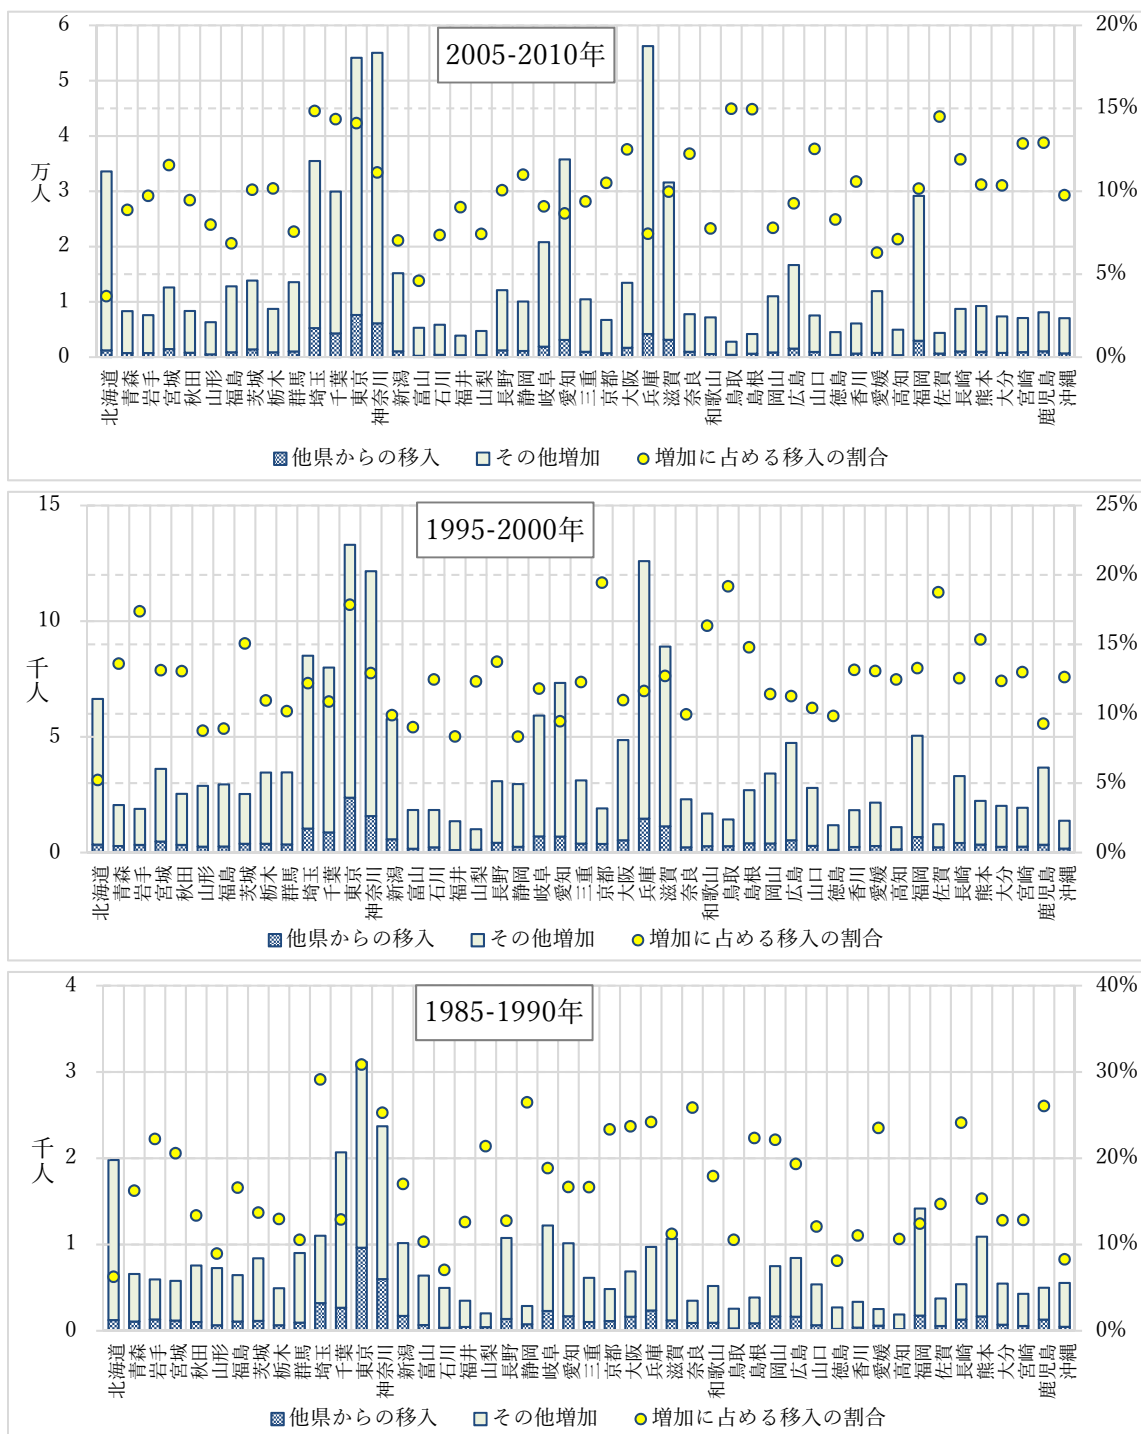 2005-2010年
6
5
4
3
2
1
0
万人
20%
15%
10%
5%
0%
北海道 青森 岩手 宮城 秋田 山形 福島 茨城 栃木 群馬 埼玉 千葉 東京 神奈川 新潟 富山 石川 福井 山梨 長野 静岡 岐阜 愛知 三重 京都 大阪 兵庫 滋賀 奈良 和歌山 鳥取 島根 岡山 広島 山口 徳島 香川 愛媛 高知 福岡 佐賀 長崎 熊本 大分 宮崎 鹿児島 沖縄
他県からの移入 その他増加 増加に占める移入の割合
1995-2000年
15
10
5
0
千人
25%
20%
15%
10%
5%
0%
北海道 青森 岩手 宮城 秋田 山形 福島 茨城 栃木 群馬 埼玉 千葉 東京 神奈川 新潟 富山 石川 福井 山梨 長野 静岡 岐阜 愛知 三重 京都 大阪 兵庫 滋賀 奈良 和歌山 鳥取 島根 岡山 広島 山口 徳島 香川 愛媛 高知 福岡 佐賀 長崎 熊本 大分 宮崎 鹿児島 沖縄
他県からの移入 その他増加 増加に占める移入の割合
1985-1990年
4
3
2
1
0
千人
40%
30%
20%
10%
0%
北海道 青森 岩手 宮城 秋田 山形 福島 茨城 栃木 群馬 埼玉 千葉 東京 神奈川 新潟 富山 石川 福井 山梨 長野 静岡 岐阜 愛知 三重 京都 大阪 兵庫 滋賀 奈良 和歌山 鳥取 島根 岡山 広島 山口 徳島 香川 愛媛 高知 福岡 佐賀 長崎 熊本 大分 宮崎 鹿児島 沖縄
他県からの移入 その他増加 増加に占める移入の割合